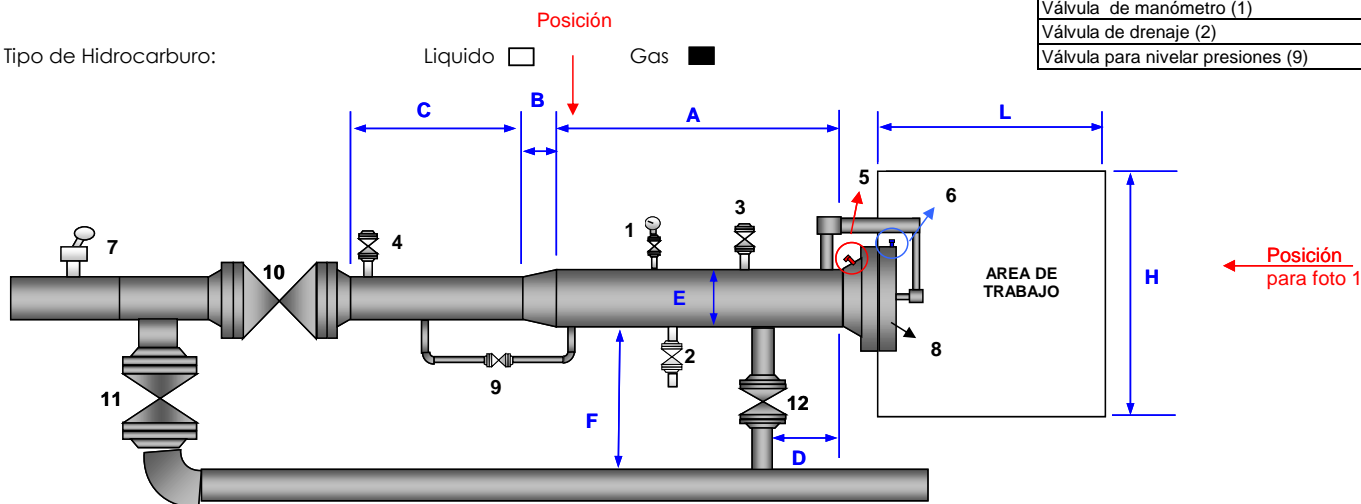 Válvula de manómetro (1)
Posición
Válvula de drenaje (2)
Tipo de Hidrocarburo: Liquido Gas
Válvula para nivelar presiones (9)
B
C A L
5
6
3
1
7 4
10
AREA DE
TRABAJO
Posición
para foto 1
E H
8
2
9
11 12
F
D